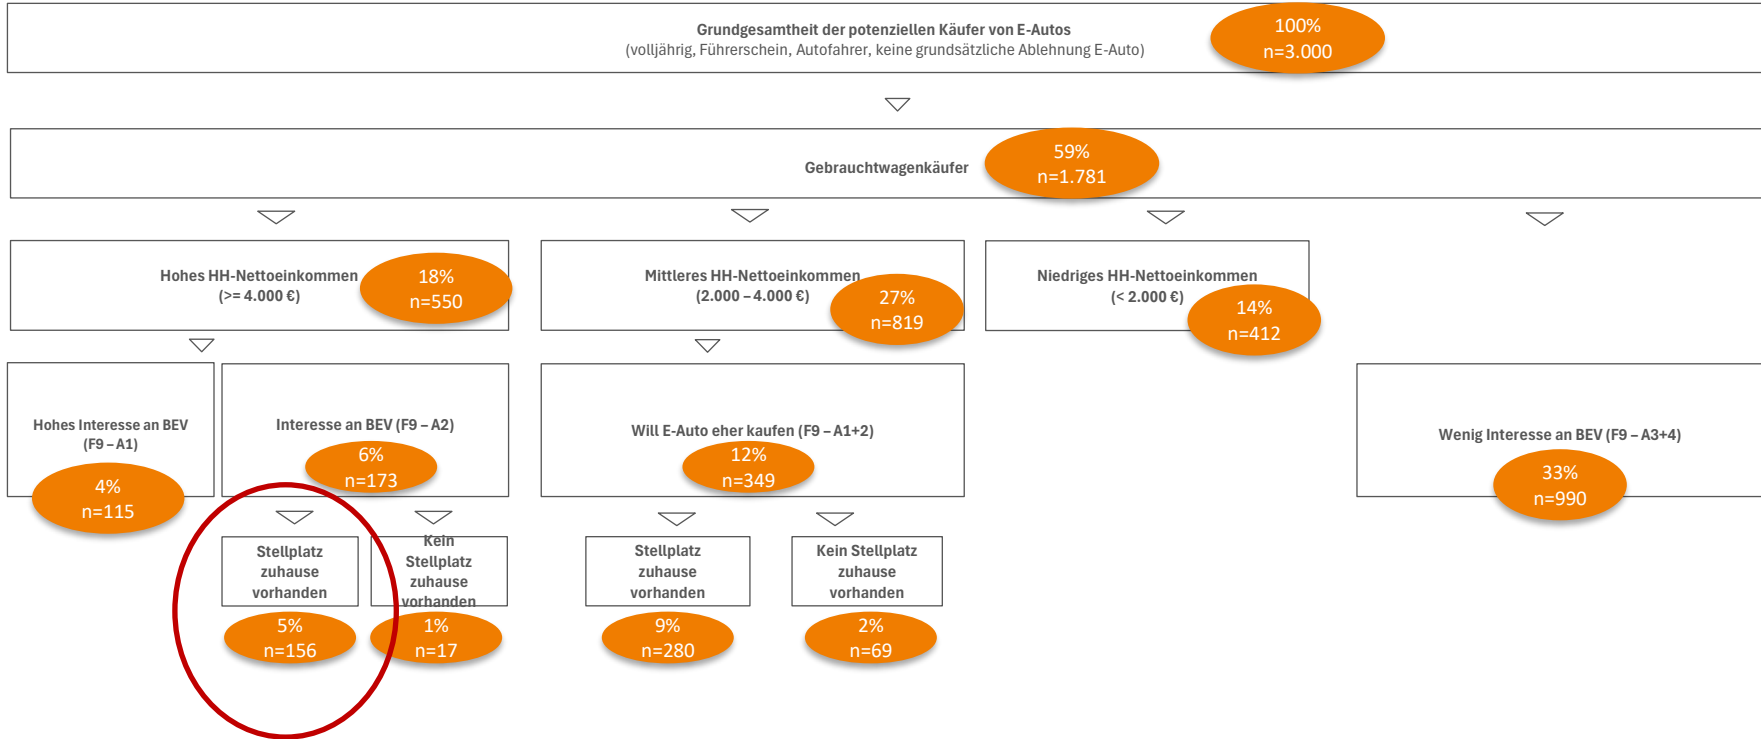 Grundgesamtheit der potenziellen Käufer von E-Autos
(volljährig, Führerschein, Autofahrer, keine grundsätzliche Ablehnung E-Auto)
100%
n=3.000
Gebrauchtwagenkäufer
59%
n=1.781
Hohes HH-Nettoeinkommen
(>= 4.000 €)
18%
n=550
Mittleres HH-Nettoeinkommen
(2.000 – 4.000 €)
27%
n=819
Niedriges HH-Nettoeinkommen
(< 2.000 €)
14%
n=412
Hohes Interesse an BEV
(F9 – A1)
4%
n=115
Interesse an BEV (F9 – A2)
6%
n=173
Will E-Auto eher kaufen (F9 – A1+2)
12%
n=349
Wenig Interesse an BEV (F9 – A3+4)
33%
n=990
Stellplatz
zuhause
vorhanden
5%
n=156
Kein
Stellplatz
zuhause
vorhanden
1%
n=17
Stellplatz
zuhause
vorhanden
9%
n=280
Kein Stellplatz
zuhause
vorhanden
2%
n=69